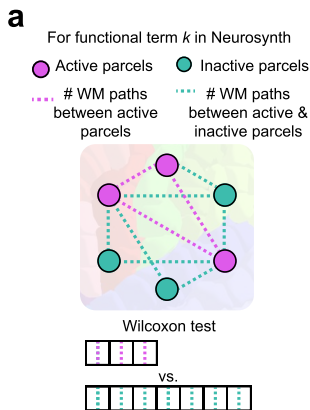 a
For functional term k in Neurosynth
Active parcels
Inactive parcels
# WM paths
between active
parcels
# WM paths
between active &
inactive parcels
Wilcoxon test
vs.